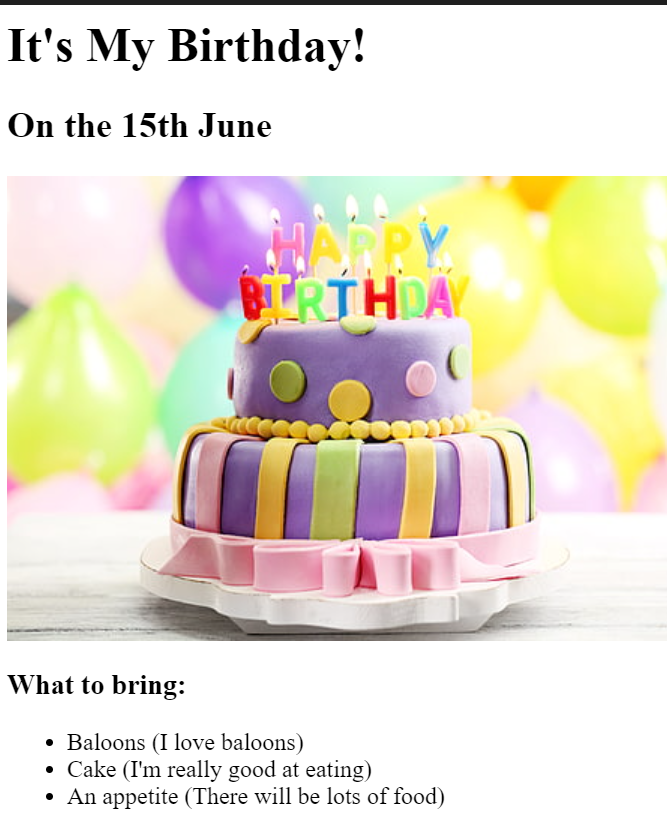 It's My Birthday!
On the 15th June
HAPPY
BIRTHDAY
What to bring:
Baloons (I love baloons)
Cake (I'm really good at eating)
An appetite (There will be lots of food)